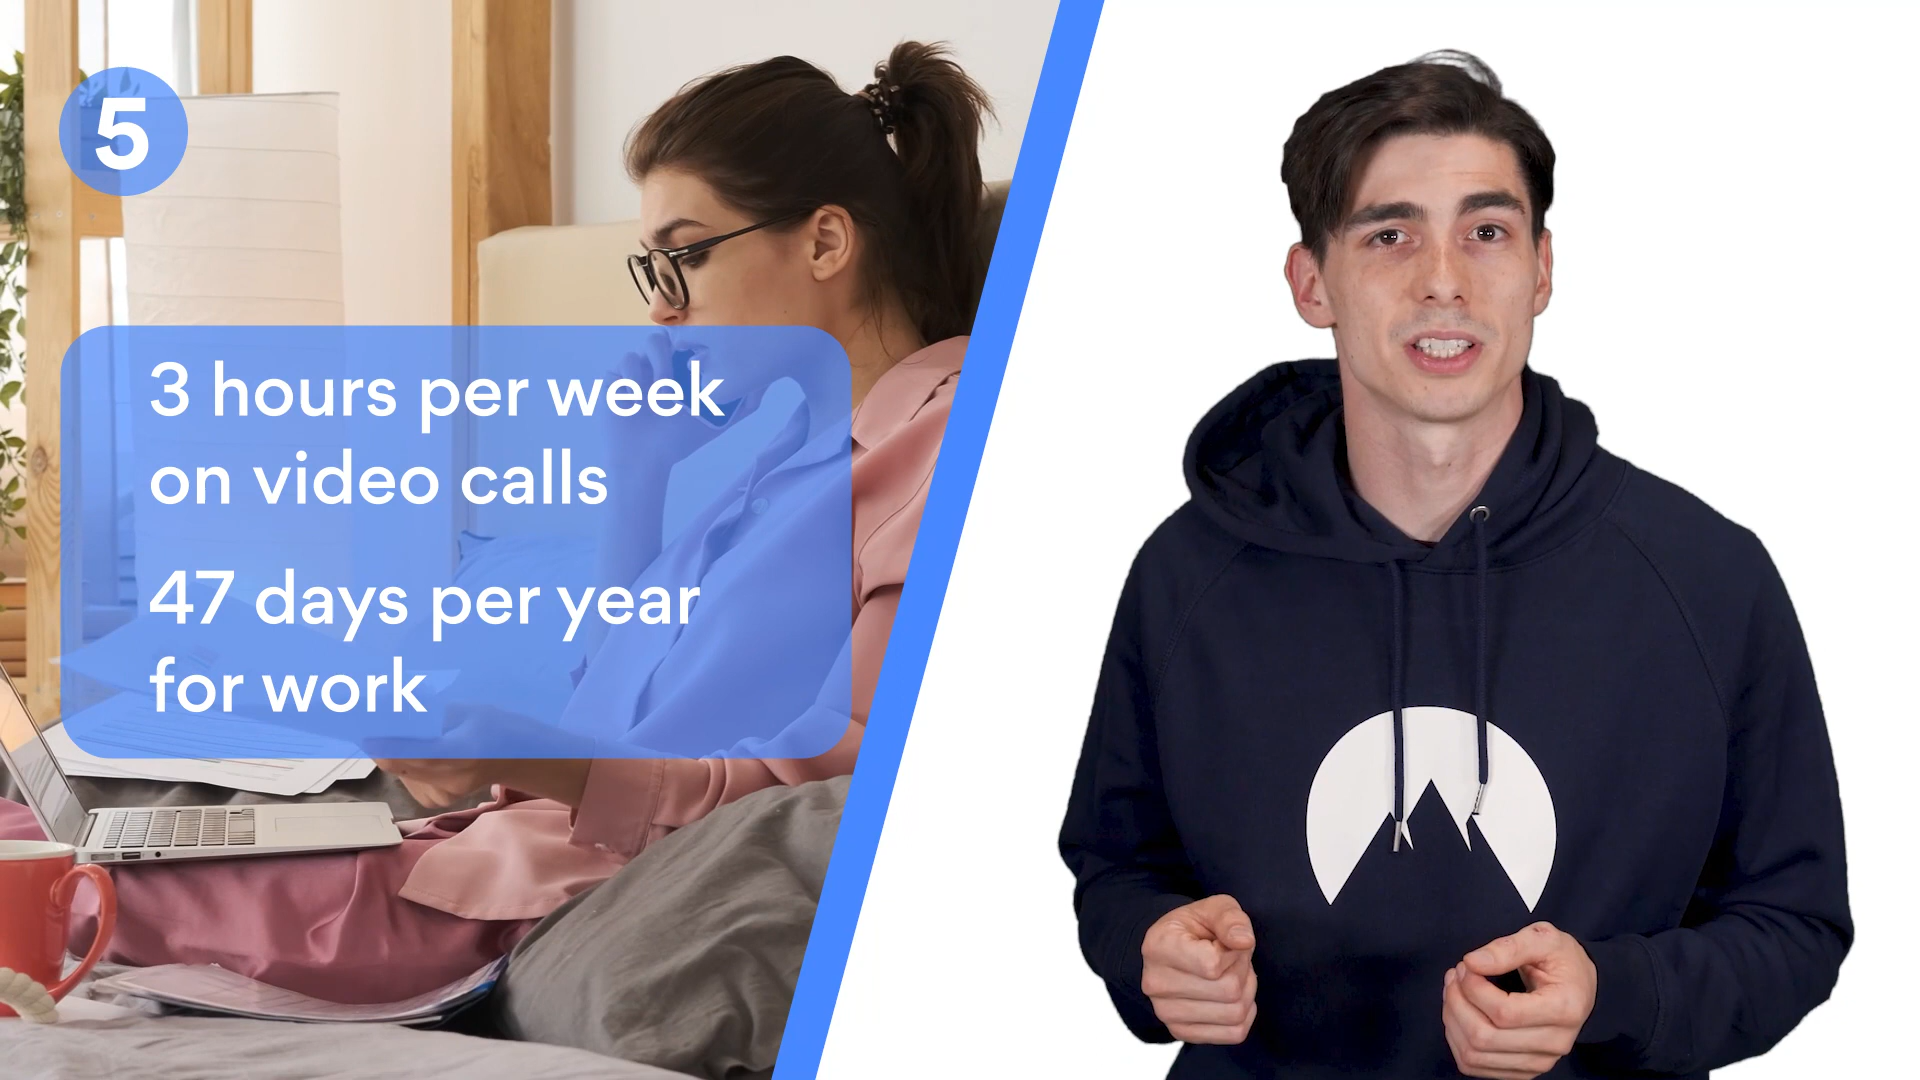 5
3 hours per week
on video calls
47 days per year
for work